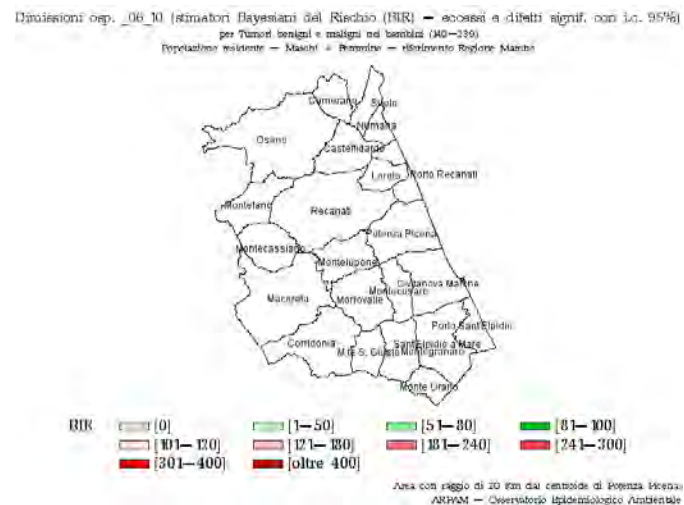 Dimissioni osp. _06_10 (stimatori Bayesiani del Rischio (BIR) — eccessi e difetti signif. con i.c. 95%)
per Tumori benigni e maligni nei bambini (140—239)
Popolazione residente — Maschi + Femmine — riferimento Regione Marche
Camerano
Sirolo
Numana
Osimo
Castelfidardo
Loreto
Porto Recanati
Montefano
Recanati
Potenza Picena
Montecassiano
Montelupone
Civitanova Marche
Montecosaro
Macerata
Morrovalle
Porto Sant'Elpidio
Corridonia
Sant'Elpidio a Mare
M.te S. Giusto
Montegranaro
Monte Urano
BIR [0] [1—50] [51—80] [81—100]
[101—120] [121—180] [181—240] [241—300]
[301—400] [oltre 400]
Area con raggio di 20 Km dal centroide di Potenza Picena
ARPAM — Osservatorio Epidemiologico Ambientale